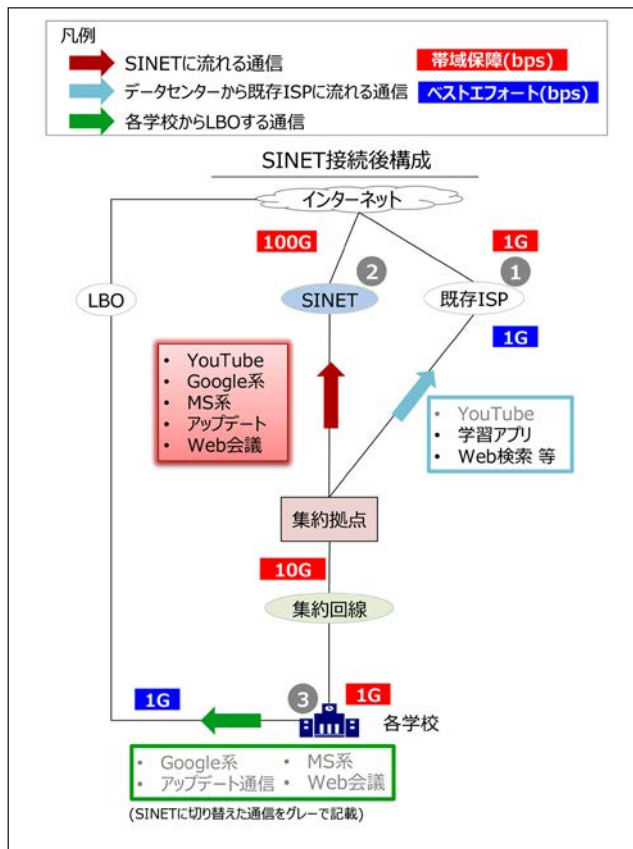 凡例
SINETに流れる通信
帯域保障(bps)
データセンターから既存ISPに流れる通信
ベストエフォート(bps)
各学校からLBOする通信
SINET接続後構成
インターネット
100G
1G
2
1
LBO
SINET
既存ISP
1G
• YouTube
• Google系
• MS系
• アップデート
• Web会議
• YouTube
• 学習アプリ
• Web検索 等
集約拠点
10G
集約回線
3
1G
1G
各学校
• Google系
• MS系
• アップデート通信
• Web会議
(SINETに切り替えた通信をグレーで記載)